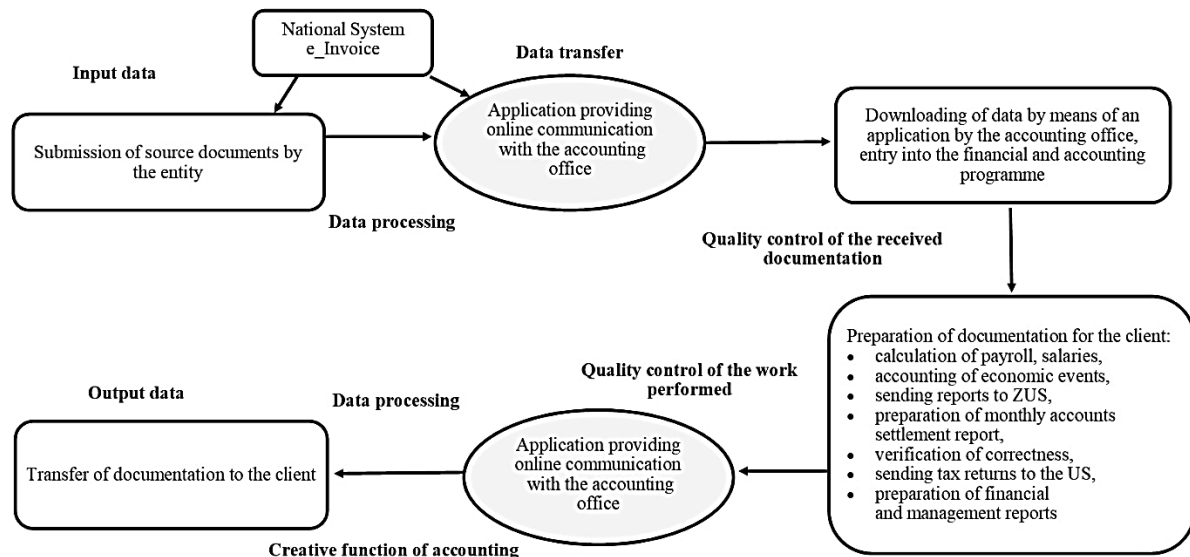 National System
e_Invoice
Data transfer
Input data
Submission of source documents by
the entity
Application providing
online communication
with the accounting
office
Downloading of data by means of an
application by the accounting office,
entry into the financial and accounting
programme
Data processing
Quality control of the received
documentation
Preparation of documentation for the client:
• calculation of payroll, salaries,
• accounting of economic events,
• sending reports to ZUS,
• preparation of monthly accounts
settlement report,
• verification of correctness,
• sending tax returns to the US,
• preparation of financial
and management reports
Quality control of the work
performed
Output data
Data processing
Transfer of documentation to the client
Application providing
online communication
with the accounting
office
Creative function of accounting